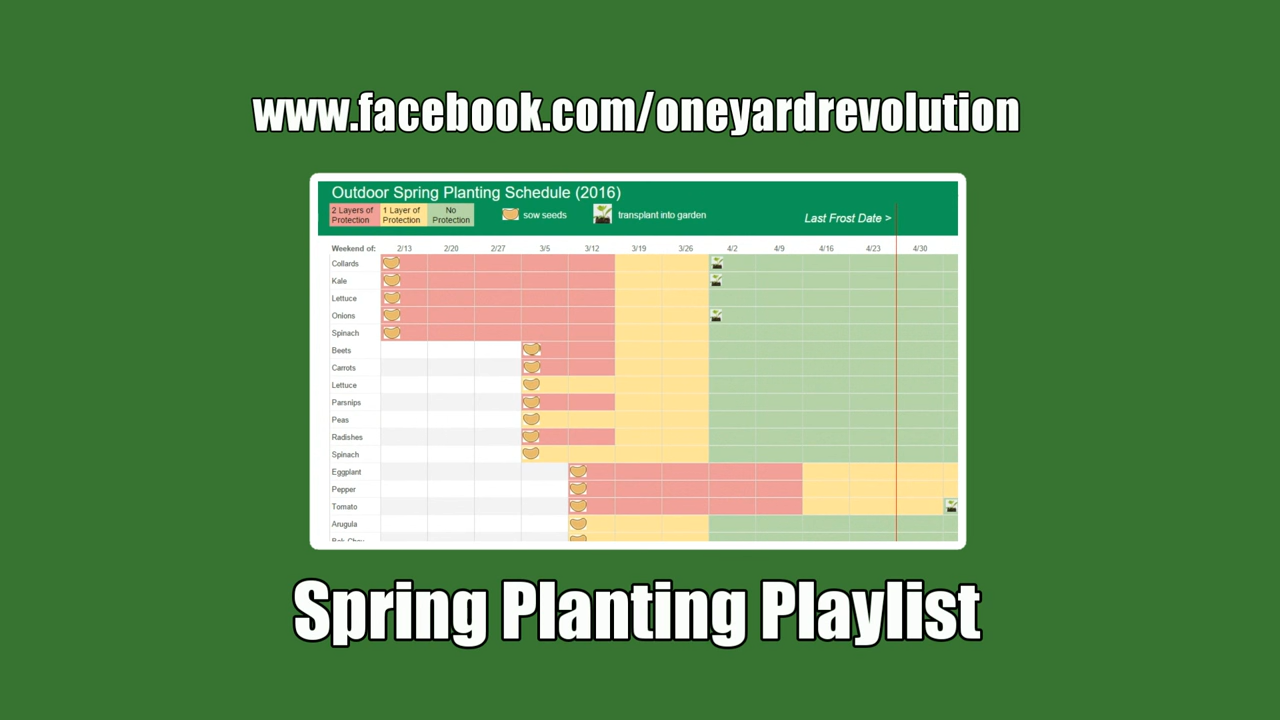 www.facebook.com/oneyardrevolution
Outdoor Spring Planting Schedule (2016)
2 Layers of Protection
1 Layer of Protection
No Protection
sow seeds
transplant into garden
Last Frost Date >
Weekend of: 2/13 2/20 2/27 3/5 3/12 3/19 3/26 4/2 4/9 4/16 4/23 4/30
Collards
Kale
Lettuce
Onions
Spinach
Beets
Carrots
Lettuce
Parsnips
Peas
Radishes
Spinach
Eggplant
Pepper
Tomato
Arugula
Spring Planting Playlist